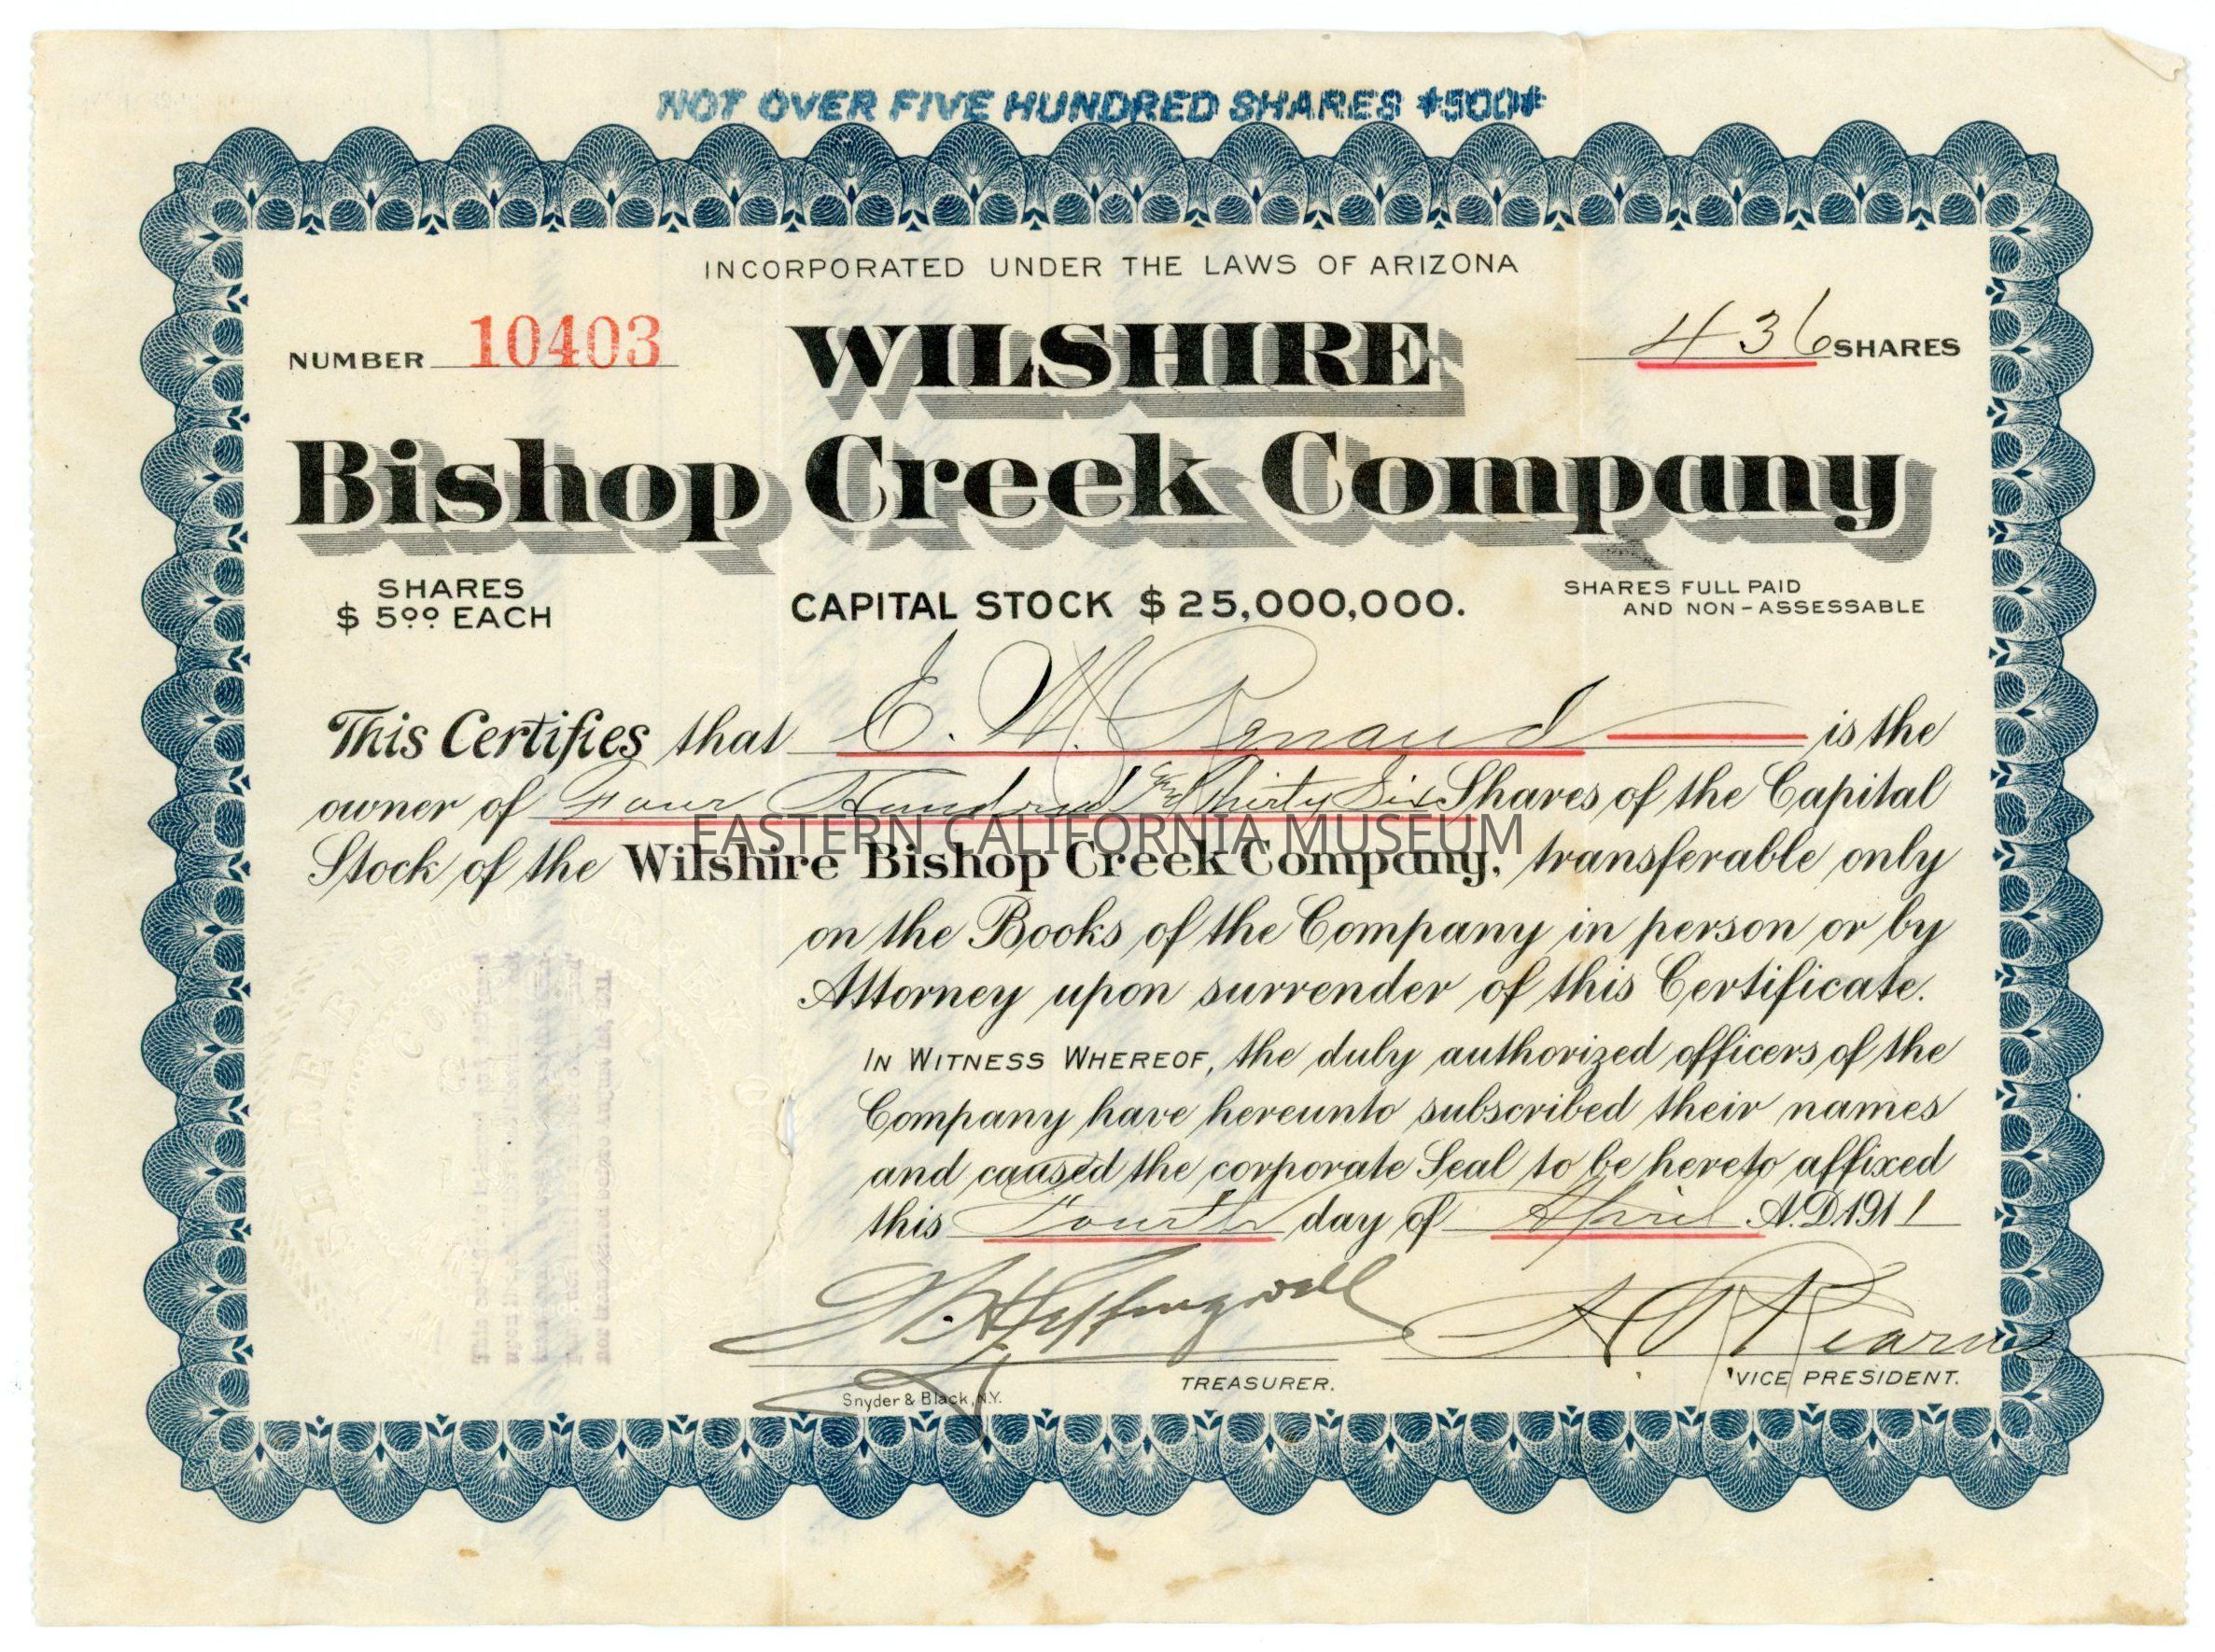 NOT OVER FIVE HUNDRED SHARES *500*
INCORPORATED UNDER THE LAWS OF ARIZONA
NUMBER 10403
436 SHARES
WILSHIRE
Bishop Creek Company
SHARES
$ 5.00 EACH
CAPITAL STOCK $25,000,000.
SHARES FULL PAID
AND NON-ASSESSABLE
This Certifies that E. M. Arnaud is the
owner of Four Hundred and Thirty Six Shares of the Capital
EASTERN CALIFORNIA MUSEUM
Stock of the Wilshire Bishop Creek Company, transferable only
on the Books of the Company in person or by
Attorney upon surrender of this Certificate.
IN WITNESS WHEREOF, the duly authorized officers of the
Company have hereunto subscribed their names
and caused the corporate Seal to be hereto affixed
this Fourth day of April A.D. 1911
TREASURER.
VICE PRESIDENT.
Snyder & Black, N.Y.